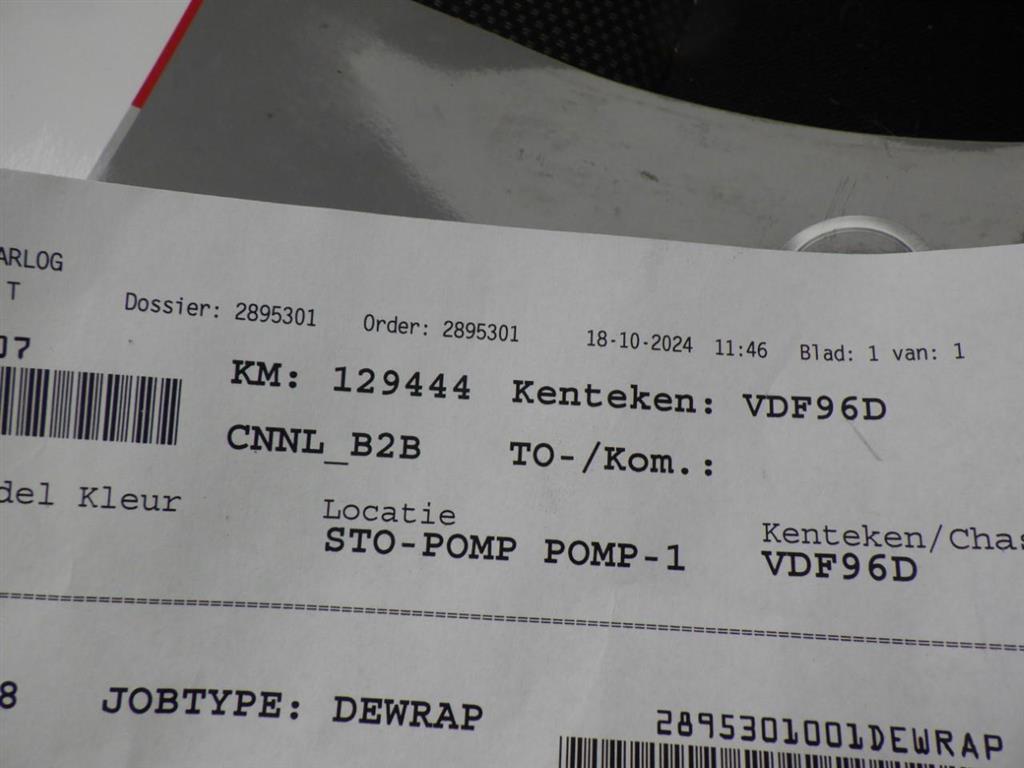 ARLOG
T
Dossier: 2895301 Order: 2895301 18-10-2024 11:46 Blad: 1 van: 1
07
KM: 129444 Kenteken: VDF96D
CNNL_B2B TO-/Kom.:
del Kleur Locatie Kenteken/Chas
STO-POMP POMP-1 VDF96D
8 JOBTYPE: DEWRAP 2895301001DEWRAP